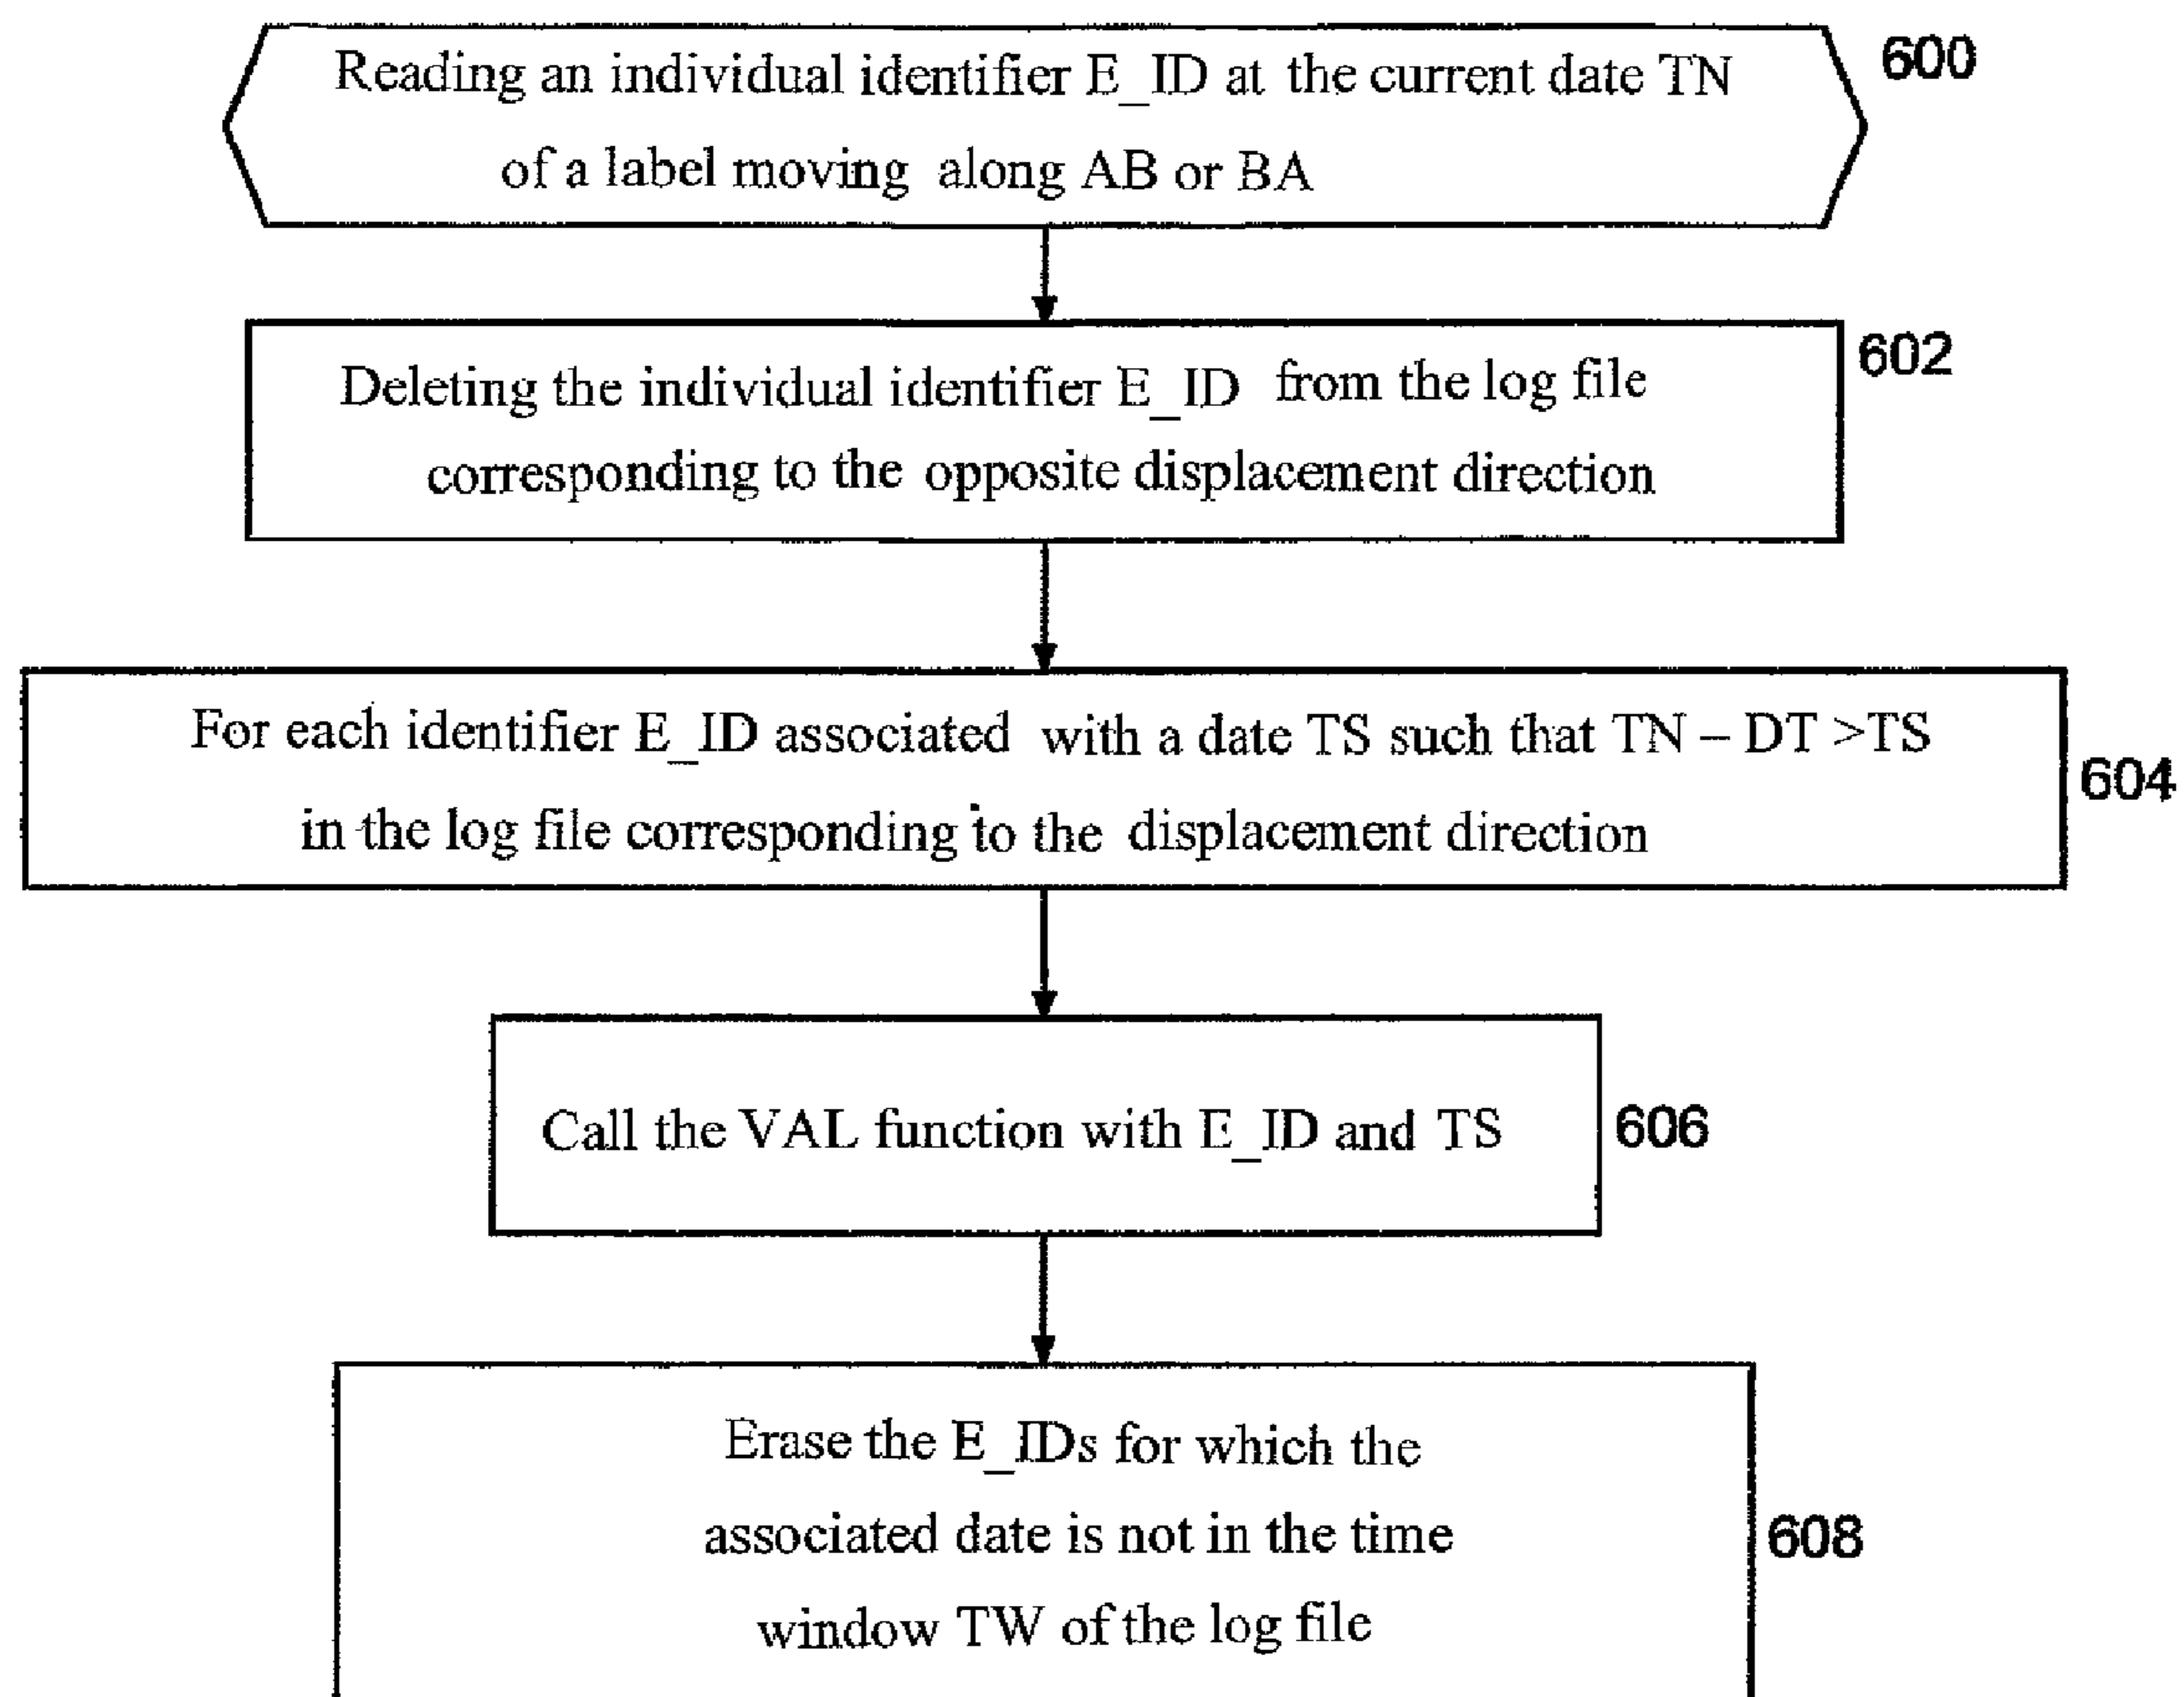 Reading an individual identifier E_ID at the current date TN
of a label moving along AB or BA
600
Deleting the individual identifier E_ID from the log file
corresponding to the opposite displacement direction
602
For each identifier E_ID associated with a date TS such that TN – DT >TS
in the log file corresponding to the displacement direction
604
Call the VAL function with E_ID and TS
606
Erase the E_IDs for which the
associated date is not in the time
window TW of the log file
608